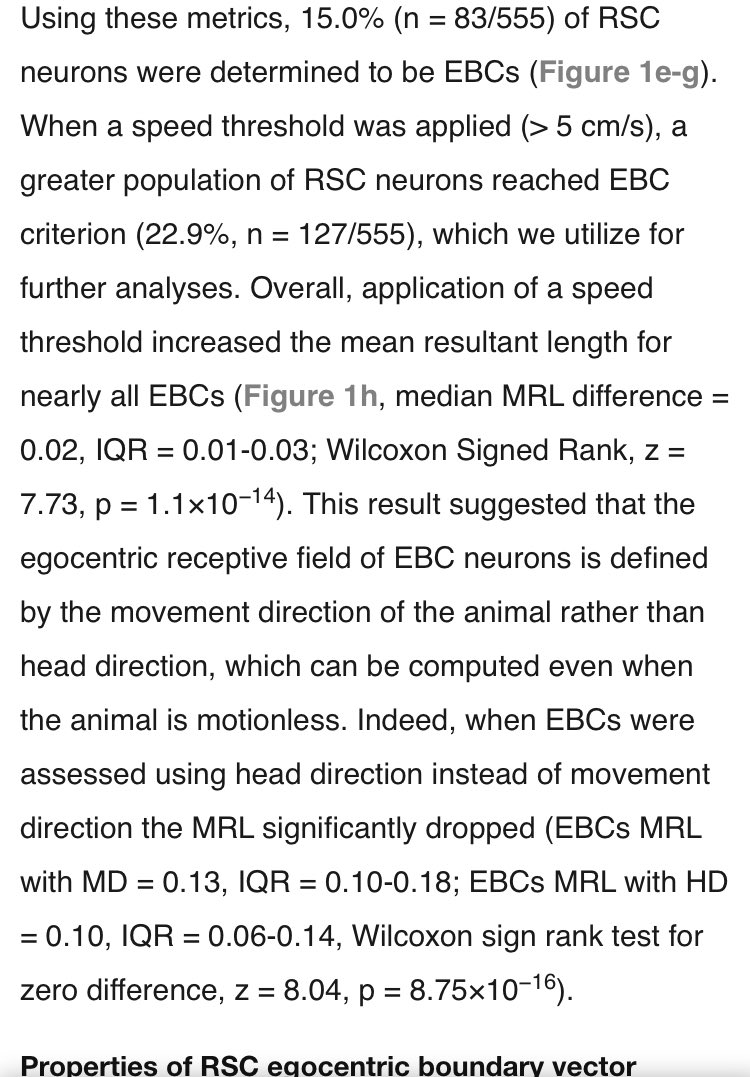 Using these metrics, 15.0% (n = 83/555) of RSC
neurons were determined to be EBCs (Figure 1e-g).
When a speed threshold was applied (> 5 cm/s), a
greater population of RSC neurons reached EBC
criterion (22.9%, n = 127/555), which we utilize for
further analyses. Overall, application of a speed
threshold increased the mean resultant length for
nearly all EBCs (Figure 1h, median MRL difference =
0.02, IQR = 0.01-0.03; Wilcoxon Signed Rank, z =
7.73, p = 1.1×10⁻¹⁴). This result suggested that the
egocentric receptive field of EBC neurons is defined
by the movement direction of the animal rather than
head direction, which can be computed even when
the animal is motionless. Indeed, when EBCs were
assessed using head direction instead of movement
direction the MRL significantly dropped (EBCs MRL
with MD = 0.13, IQR = 0.10-0.18; EBCs MRL with HD
= 0.10, IQR = 0.06-0.14, Wilcoxon sign rank test for
zero difference, z = 8.04, p = 8.75×10⁻¹⁶).
Properties of RSC egocentric boundary vector